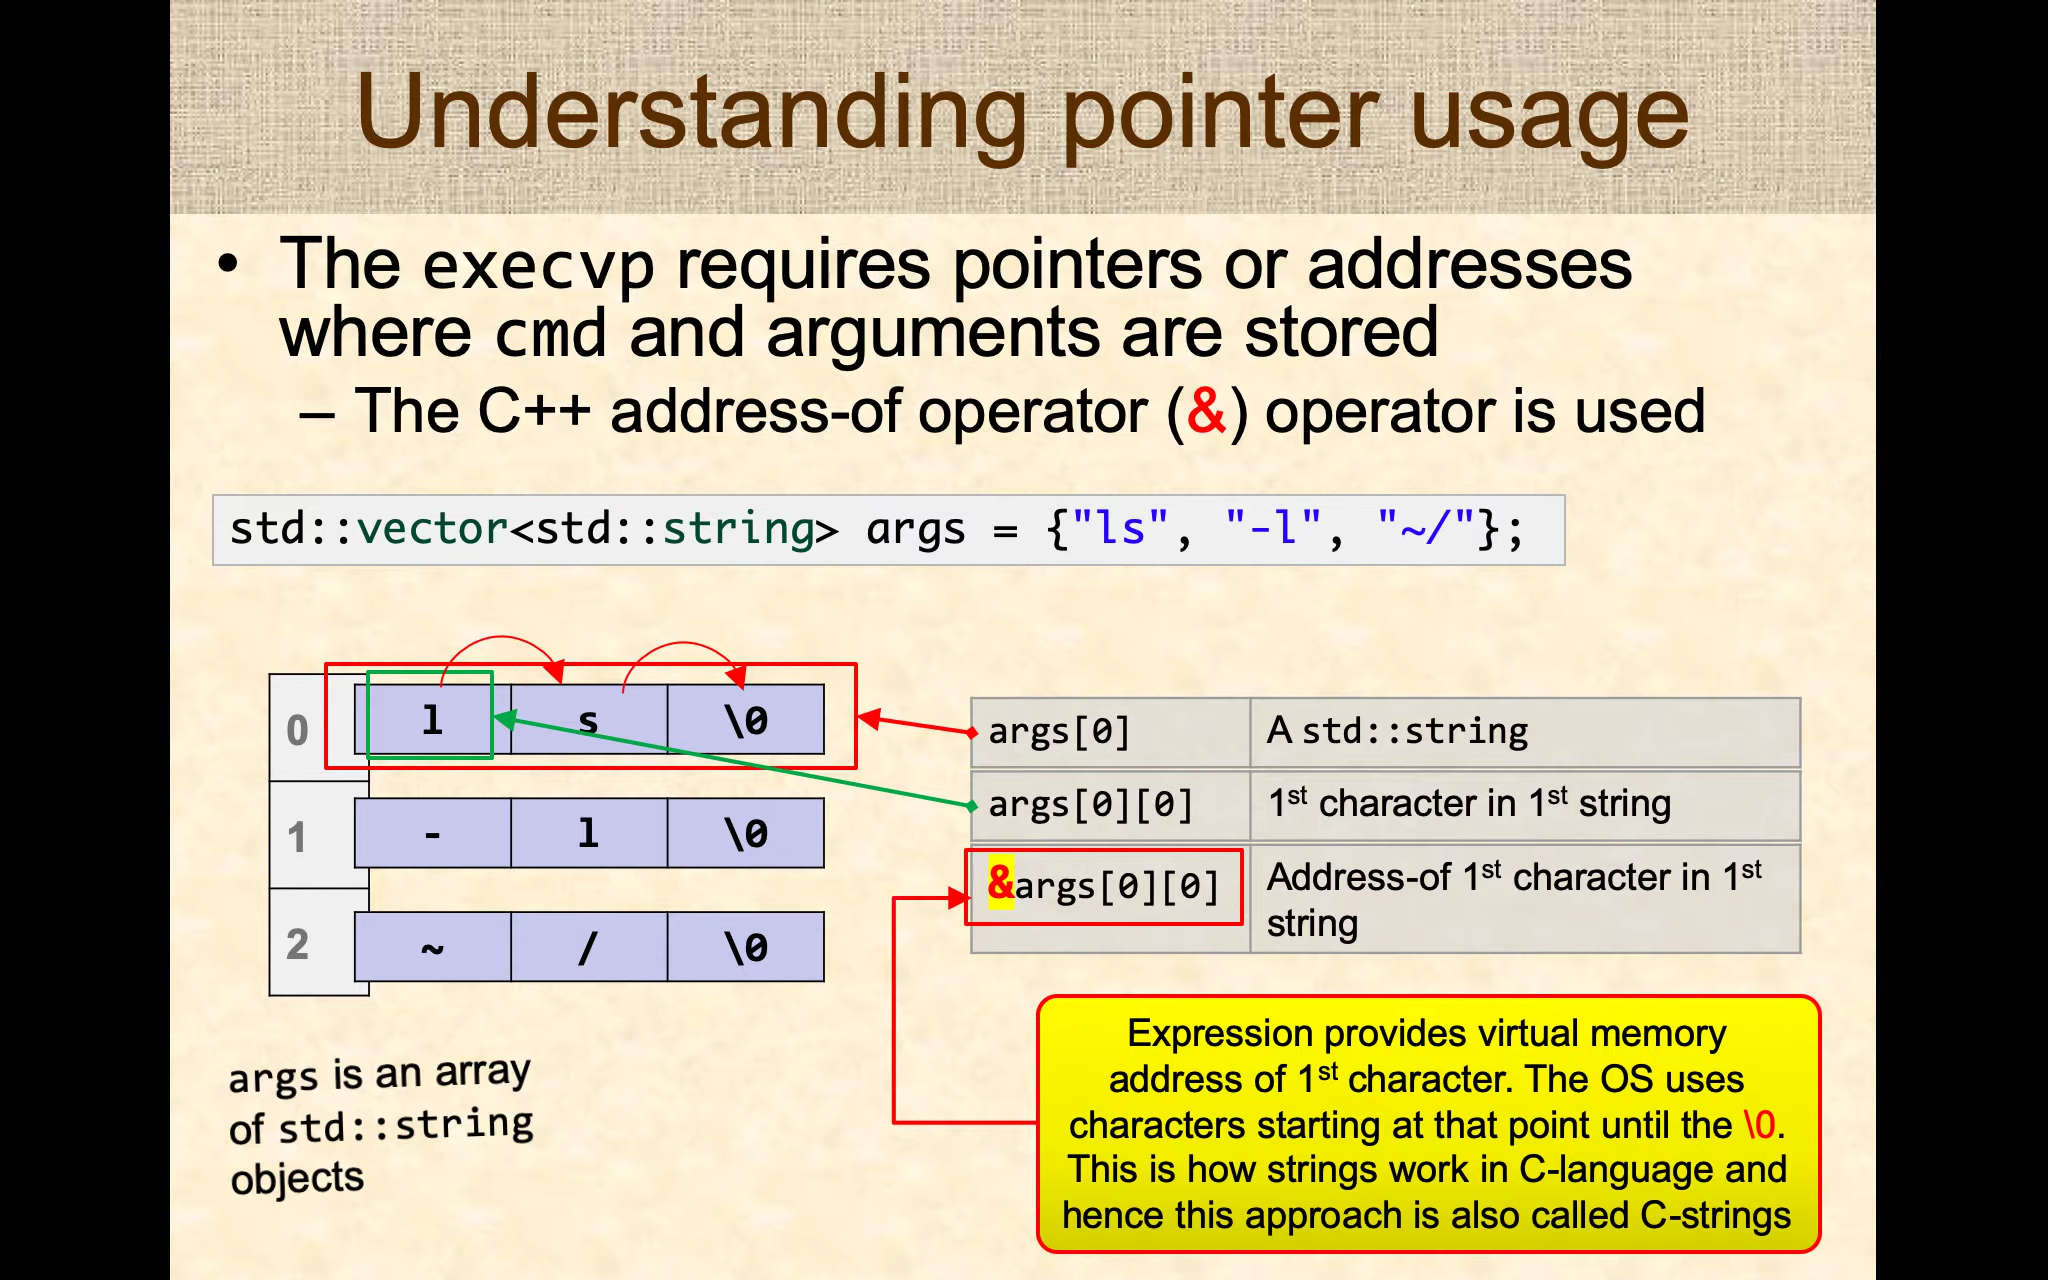 Understanding pointer usage
• The execvp requires pointers or addresses
where cmd and arguments are stored
– The C++ address-of operator (&) operator is used
std::vector<std::string> args = {"ls", "-l", "~/"};
0 l s \0
1 - l \0
2 ~ / \0
args is an array
of std::string
objects
args[0] A std::string
args[0][0] 1st character in 1st string
&args[0][0] Address-of 1st character in 1st
string
Expression provides virtual memory
address of 1st character. The OS uses
characters starting at that point until the \0.
This is how strings work in C-language and
hence this approach is also called C-strings